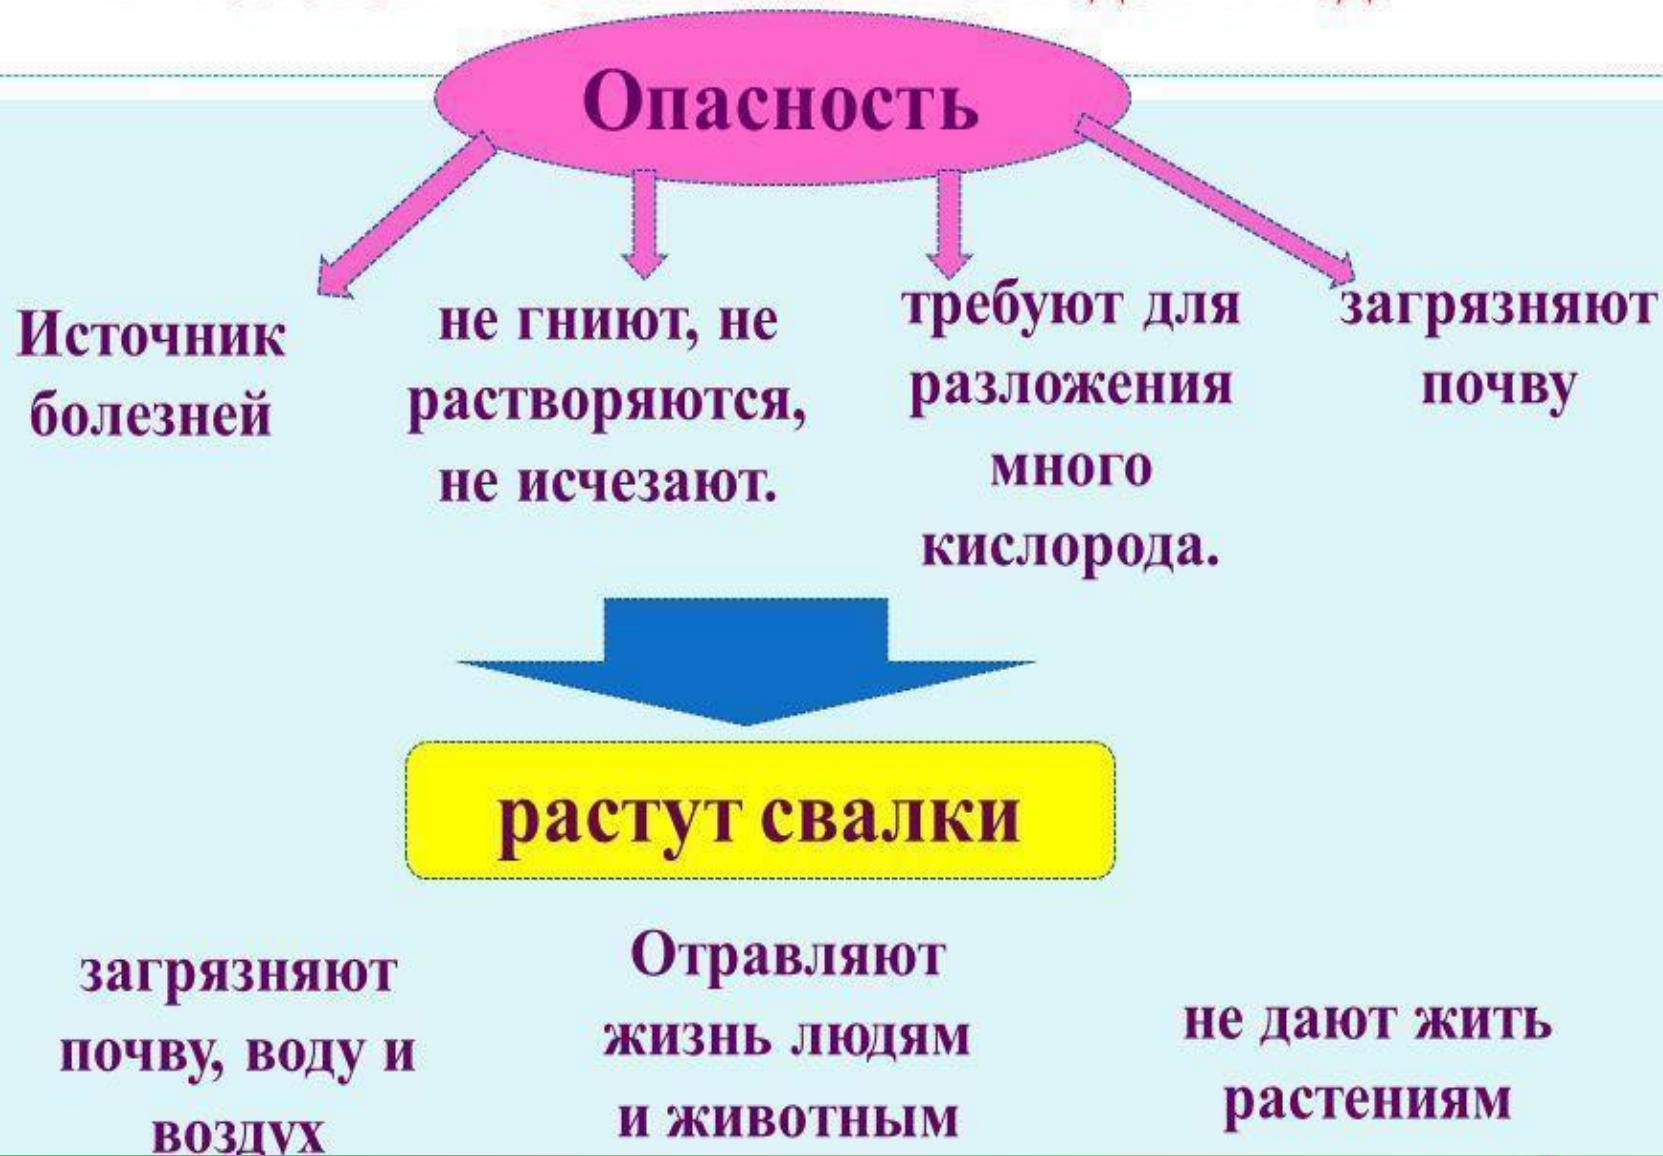 Опасность
Источник
болезней
не гниют, не
растворяются,
не исчезают.
требуют для
разложения
много
кислорода.
загрязняют
почву
растут свалки
загрязняют
почву, воду и
воздух
Отравляют
жизнь людям
и животным
не дают жить
растениям